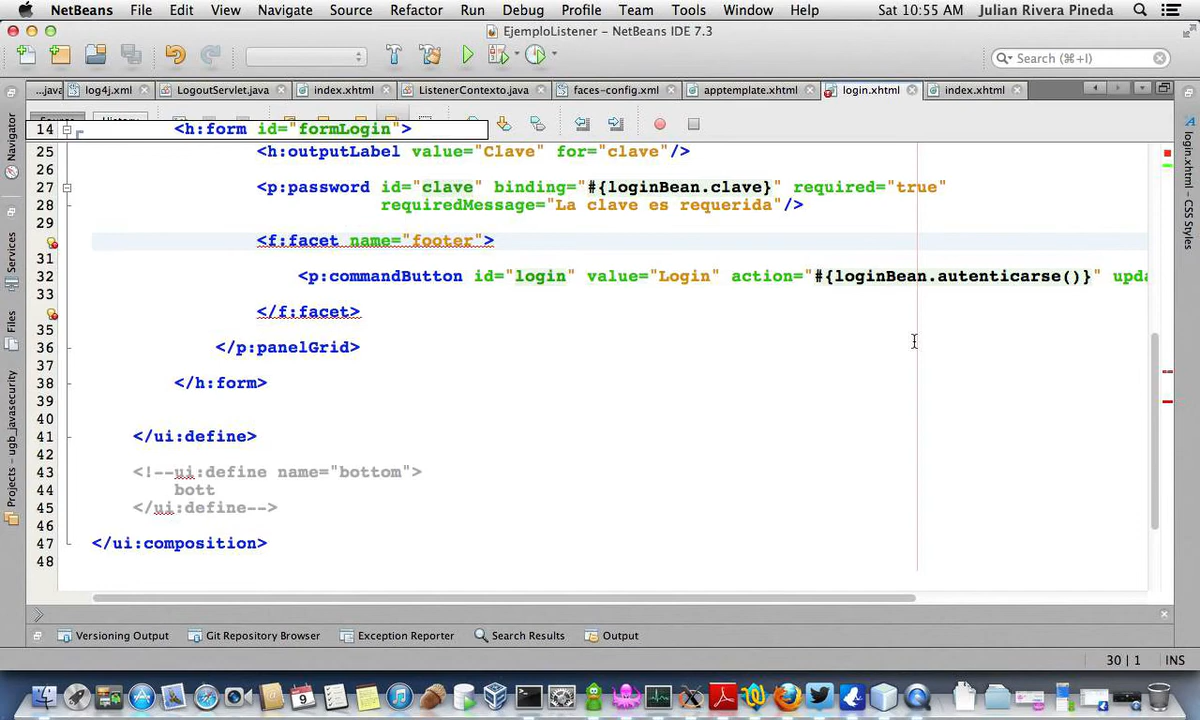 NetBeans File Edit View Navigate Source Refactor Run Debug Profile Team Tools Window Help Sat 10:55 AM Julian Rivera Pineda
EjemploListener - NetBeans IDE 7.3
Search (⌘+I)
...java log4j.xml LogoutServlet.java index.xhtml ListenerContexto.java faces-config.xml apptemplate.xhtml login.xhtml index.xhtml
14 <h:form id="formLogin">
25 <h:outputLabel value="Clave" for="clave"/>
26
27 <p:password id="clave" binding="#{loginBean.clave}" required="true"
28 requiredMessage="La clave es requerida"/>
29
<f:facet name="footer">
31
32 <p:commandButton id="login" value="Login" action="#{loginBean.autenticarse()}" upda
33
</f:facet>
35
36 </p:panelGrid>
37
38 </h:form>
39
40
41 </ui:define>
42
43 <!--ui:define name="bottom">
44 bott
45 </ui:define-->
46
47 </ui:composition>
48
Navigator
Services
Files
Projects - ugb_javasecurity
login.xhtml - CSS Styles
Versioning Output Git Repository Browser Exception Reporter Search Results Output
30 | 1 INS